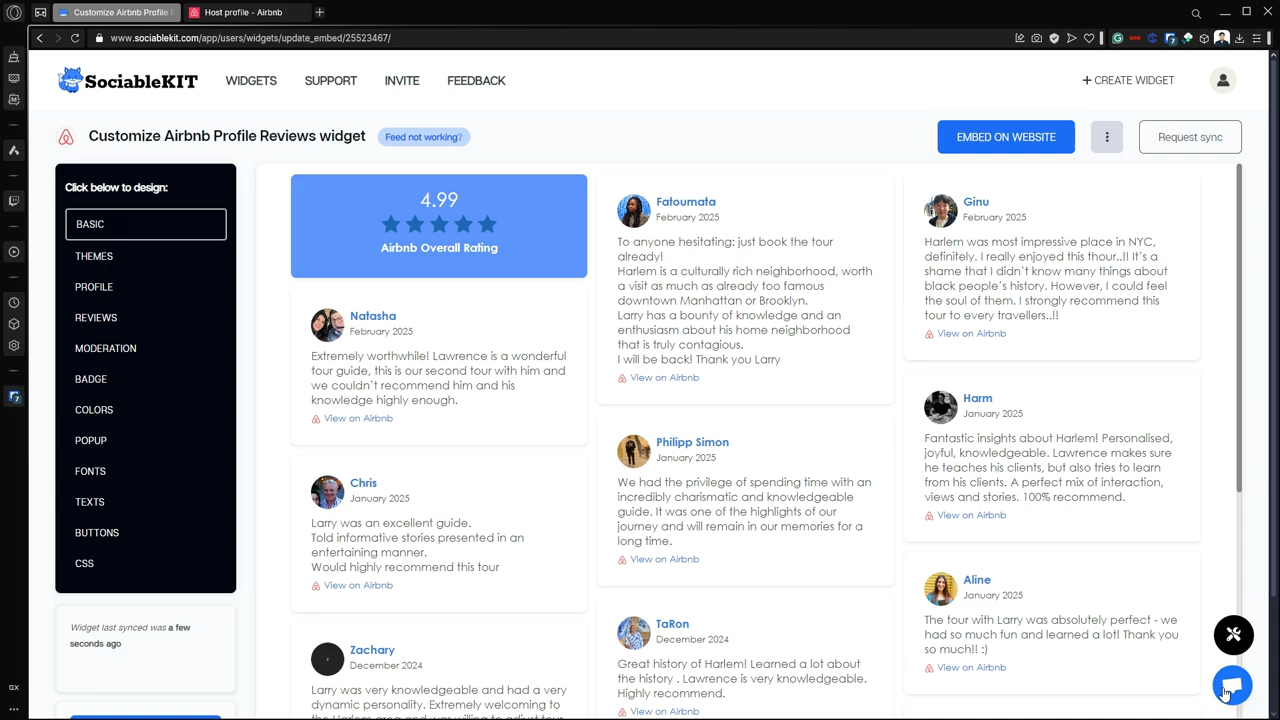 Customize Airbnb Profile R
Host profile - Airbnb
www.sociablekit.com/app/users/widgets/update_embed/25523467/
SociableKIT
WIDGETS
SUPPORT
INVITE
FEEDBACK
+ CREATE WIDGET
Customize Airbnb Profile Reviews widget
Feed not working?
EMBED ON WEBSITE
Request sync
Click below to design:
BASIC
THEMES
PROFILE
REVIEWS
MODERATION
BADGE
COLORS
POPUP
FONTS
TEXTS
BUTTONS
CSS
Widget last synced was a few
seconds ago
GX
4.99
Airbnb Overall Rating
Natasha
February 2025
Extremely worthwhile! Lawrence is a wonderful
tour guide, this is our second tour with him and
we couldn't recommend him and his
knowledge highly enough.
View on Airbnb
Chris
January 2025
Larry was an excellent guide.
Told informative stories presented in an
entertaining manner.
Would highly recommend this tour
View on Airbnb
Zachary
December 2024
Larry was very knowledgeable and had a very
dynamic personality. Extremely welcoming to
Fatoumata
February 2025
To anyone hesitating: just book the tour
already!
Harlem is a culturally rich neighborhood, worth
a visit as much as already too famous
downtown Manhattan or Brooklyn.
Larry has a bounty of knowledge and an
enthusiasm about his home neighborhood
that is truly contagious.
I will be back! Thank you Larry
View on Airbnb
Philipp Simon
January 2025
We had the privilege of spending time with an
incredibly charismatic and knowledgeable
guide. It was one of the highlights of our
journey and will remain in our memories for a
long time.
View on Airbnb
TaRon
December 2024
Great history of Harlem! Learned a lot about
the history . Lawrence is very knowledgeable.
Highly recommend.
View on Airbnb
Ginu
February 2025
Harlem was most impressive place in NYC,
definitely. I really enjoyed this thour..!! It's a
shame that I didn't know many things about
black people's history. However, I could feel
the soul of them. I strongly recommend this
tour to every travellers..!!
View on Airbnb
Harm
January 2025
Fantastic insights about Harlem! Personalised,
joyful, knowledgeable. Lawrence makes sure
he teaches his clients, but also tries to learn
from his clients. A perfect mix of interaction,
views and stories. 100% recommend.
View on Airbnb
Aline
January 2025
The tour with Larry was absolutely perfect - we
had so much fun and learned a lot! Thank you
so much!! :)
View on Airbnb